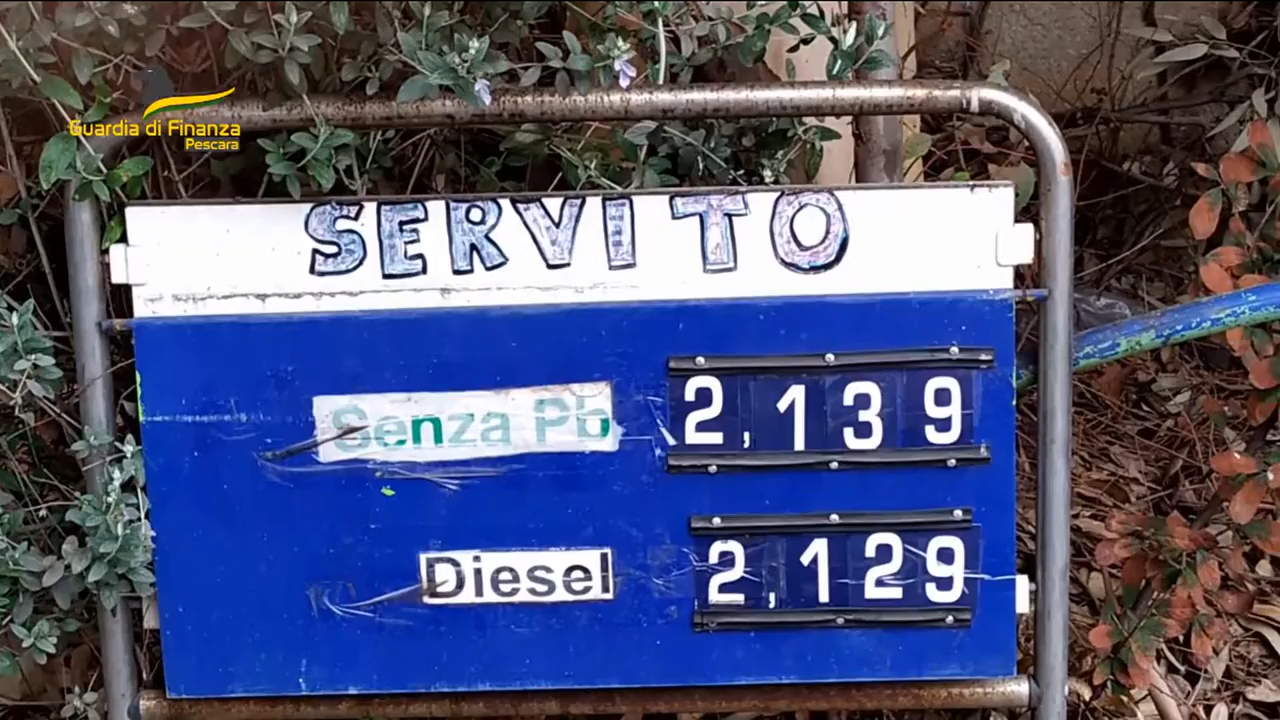 Guardia di Finanza
Pescara
SERVITO
Senza Pb 2,139
Diesel 2,129